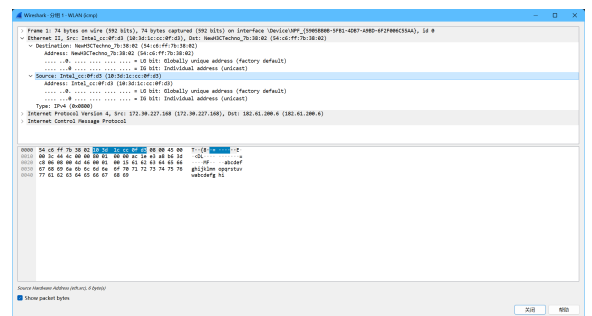 Wireshark · 分组 1 · WLAN (icmp)
> Frame 1: 74 bytes on wire (592 bits), 74 bytes captured (592 bits) on interface \Device\NPF_{5905BB0B-5FB1-4DB7-A9BD-6F2F006C55AA}, id 0
Ethernet II, Src: Intel_cc:0f:d3 (10:3d:1c:cc:0f:d3), Dst: NewH3CTechno_7b:38:02 (54:c6:ff:7b:38:02)
Destination: NewH3CTechno_7b:38:02 (54:c6:ff:7b:38:02)
Address: NewH3CTechno_7b:38:02 (54:c6:ff:7b:38:02)
.... ..0. .... .... .... .... = LG bit: Globally unique address (factory default)
.... ...0 .... .... .... .... = IG bit: Individual address (unicast)
Source: Intel_cc:0f:d3 (10:3d:1c:cc:0f:d3)
Address: Intel_cc:0f:d3 (10:3d:1c:cc:0f:d3)
.... ..0. .... .... .... .... = LG bit: Globally unique address (factory default)
.... ...0 .... .... .... .... = IG bit: Individual address (unicast)
Type: IPv4 (0x0800)
> Internet Protocol Version 4, Src: 172.30.227.168 (172.30.227.168), Dst: 182.61.200.6 (182.61.200.6)
> Internet Control Message Protocol
0000 54 c6 ff 7b 38 02 10 3d 1c cc 0f d3 08 00 45 00 T··{8··= ······E·
0010 00 3c 44 4c 00 00 80 01 00 00 ac 1e e3 a8 b6 3d ·<DL···· ·······=
0020 c8 06 08 00 4d 46 00 01 00 15 61 62 63 64 65 66 ····MF·· ··abcdef
0030 67 68 69 6a 6b 6c 6d 6e 6f 70 71 72 73 74 75 76 ghijklmn opqrstuv
0040 77 61 62 63 64 65 66 67 68 69 wabcdefg hi
Source Hardware Address (eth.src), 6 byte(s)
Show packet bytes
关闭 帮助